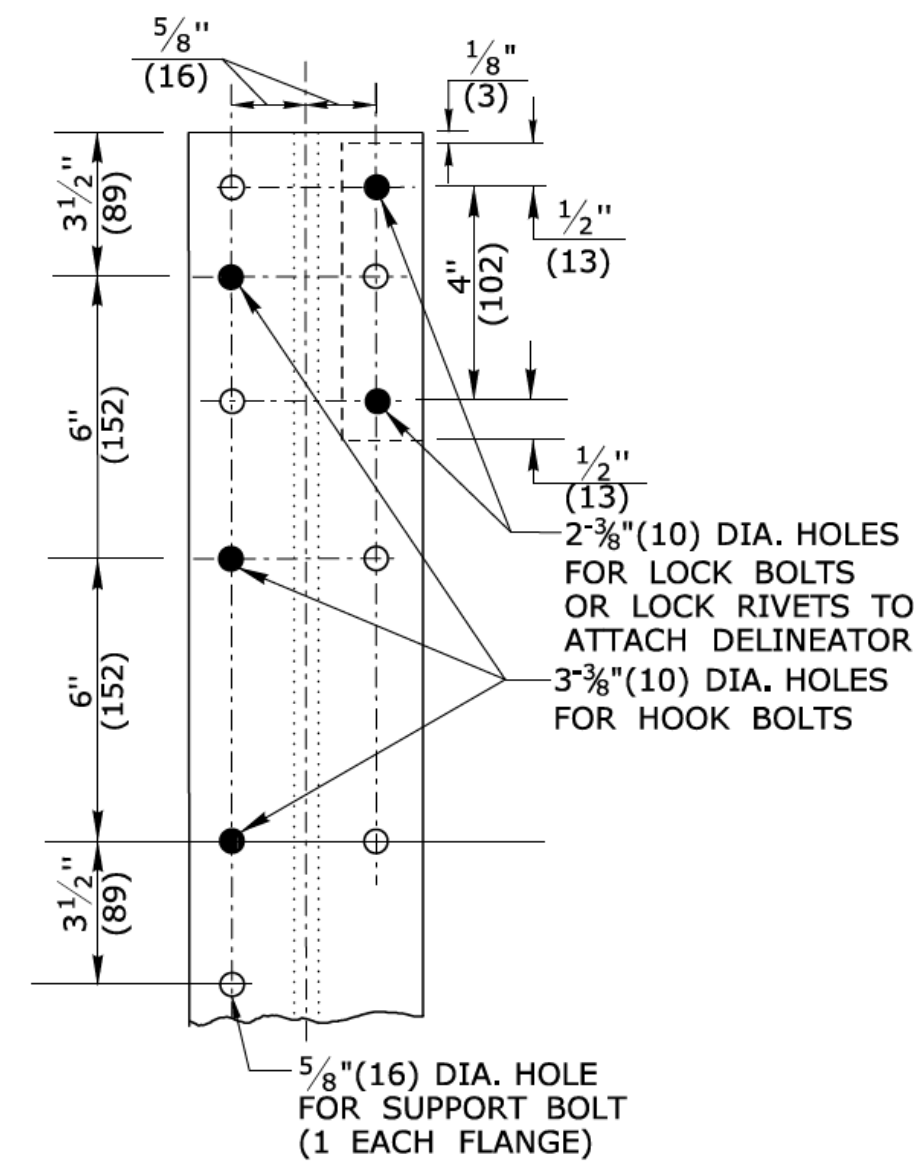 5/8"
(16)
1/8"
(3)
3 1/2"
(89)
1/2"
(13)
4"
(102)
6"
(152)
1/2"
(13)
2-3/8"(10) DIA. HOLES
FOR LOCK BOLTS
OR LOCK RIVETS TO
ATTACH DELINEATOR
3-3/8"(10) DIA. HOLES
FOR HOOK BOLTS
6"
(152)
3 1/2"
(89)
5/8"(16) DIA. HOLE
FOR SUPPORT BOLT
(1 EACH FLANGE)